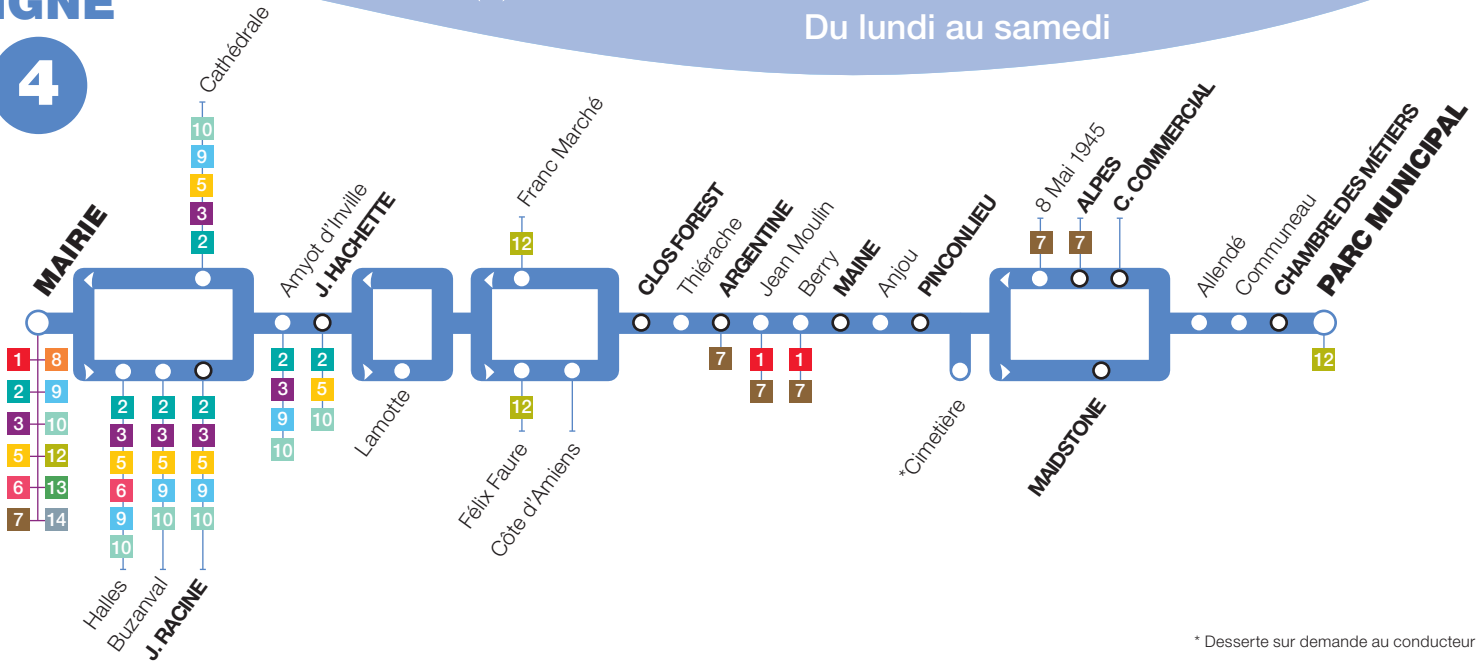 IGNE
4
Du lundi au samedi
MAIRIE
1 8
2 9
3 10
5 12
6 13
7 14
Cathédrale
10
9
5
3
2
Halles
2
3
5
6
9
10
Buzanval
2
3
5
9
10
J. RACINE
2
3
5
9
10
Amyot d'Inville
2
3
9
10
J. HACHETTE
2
5
10
Lamotte
Franc Marché
12
Félix Faure
12
Côte d'Amiens
CLOS FOREST
Thiérache
ARGENTINE
7
Jean Moulin
1
7
Berry
1
7
MAINE
Anjou
PINCONLIEU
*Cimetière
8 Mai 1945
7
ALPES
7
C. COMMERCIAL
MAIDSTONE
Allendé
Communeau
CHAMBRE DES MÉTIERS
PARC MUNICIPAL
12
* Desserte sur demande au conducteur